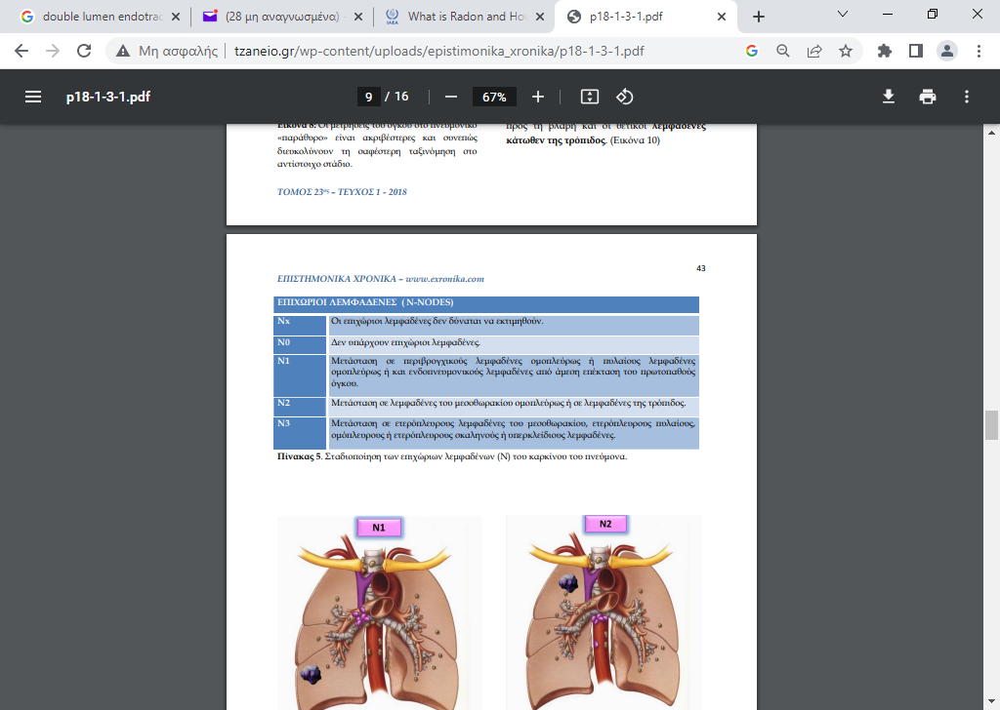 double lumen endotrac
(28 μη αναγνωσμένα)
What is Radon and Ho
p18-1-3-1.pdf
Μη ασφαλής
tzaneio.gr/wp-content/uploads/epistimonika_xronika/p18-1-3-1.pdf
p18-1-3-1.pdf
9 / 16
67%
Εικόνα 8: Οι μετρήσεις του όγκου στο πνευμονικό
«παράθυρο» είναι ακριβέστερες και συνεπώς
διευκολύνουν τη σαφέστερη ταξινόμηση στο
αντίστοιχο στάδιο.
προς τη βλάβη και οι θετικοί λεμφαδένες
κάτωθεν της τρόπιδος. (Εικόνα 10)
ΤΟΜΟΣ 23ος – ΤΕΥΧΟΣ 1 - 2018
43
ΕΠΙΣΤΗΜΟΝΙΚΑ ΧΡΟΝΙΚΑ – www.exronika.com
ΕΠΙΧΩΡΙΟΙ ΛΕΜΦΑΔΕΝΕΣ ( N-NODES)
Nx Οι επιχώριοι λεμφαδένες δεν δύναται να εκτιμηθούν.
N0 Δεν υπάρχουν επιχώριοι λεμφαδένες.
N1 Μετάσταση σε περιβρογχικούς λεμφαδένες ομοπλεύρως ή πυλαίους λεμφαδένες
ομοπλεύρως ή και ενδοπνευμονικούς λεμφαδένες από άμεση επέκταση του πρωτοπαθούς
όγκου.
N2 Μετάσταση σε λεμφαδένες του μεσοθωρακίου ομοπλεύρως ή σε λεμφαδένες της τρόπιδος.
N3 Μετάσταση σε ετερόπλευρους λεμφαδένες του μεσοθωρακίου, ετερόπλευρους πυλαίους,
ομόπλευρους ή ετερόπλευρους σκαληνούς ή υπερκλείδιους λεμφαδένες.
Πίνακας 5. Σταδιοποίηση των επιχώριων λεμφαδένων (Ν) του καρκίνου του πνεύμονα.
N1
N2